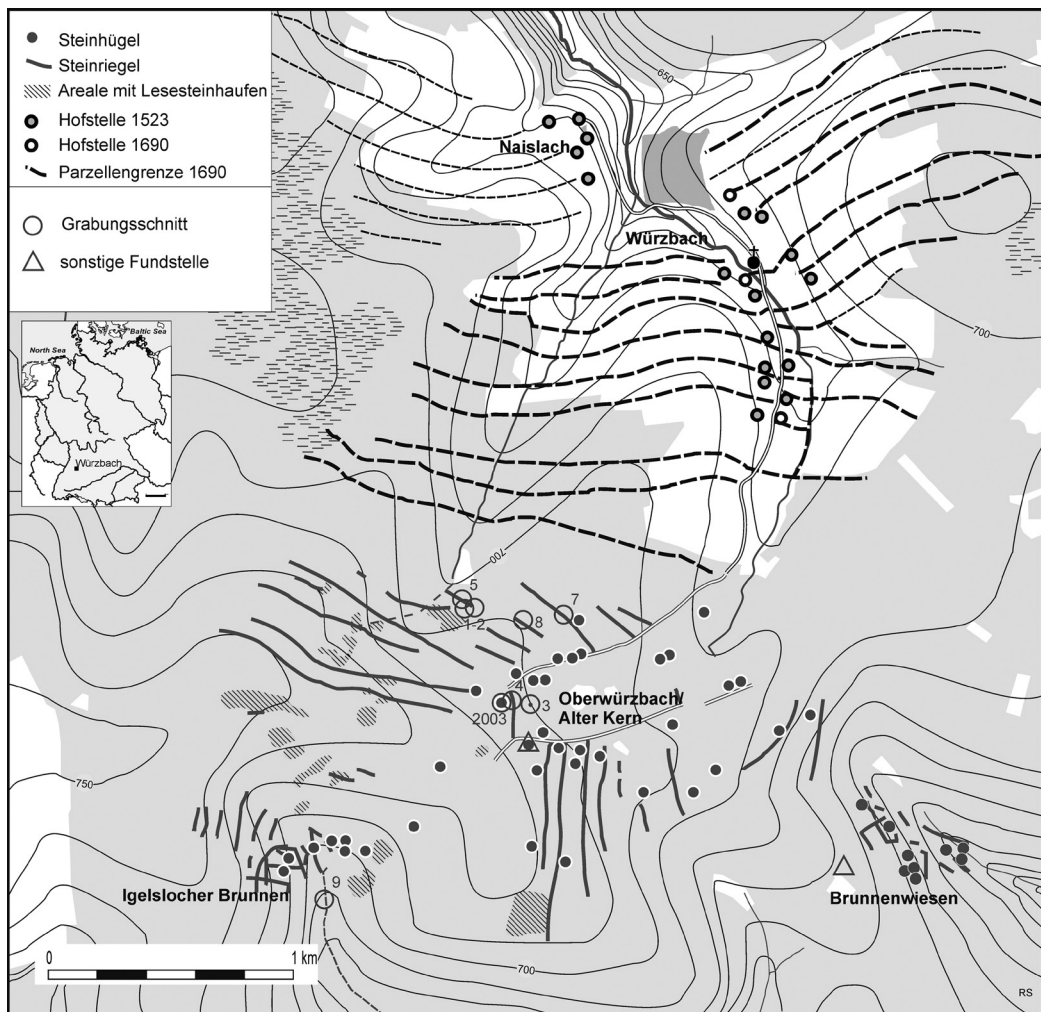 Steinhügel
Steinriegel
Areale mit Lesesteinhaufen
Hofstelle 1523
Hofstelle 1690
Parzellengrenze 1690
Grabungsschnitt
sonstige Fundstelle
North Sea
Baltic Sea
Würzbach
650
Naislach
Würzbach
700
700
5
1-2
8
7
4
3
2003
Oberwürzbach/
Alter Kern
750
Igelslocher Brunnen
9
Brunnenwiesen
700
0
1 km
RS